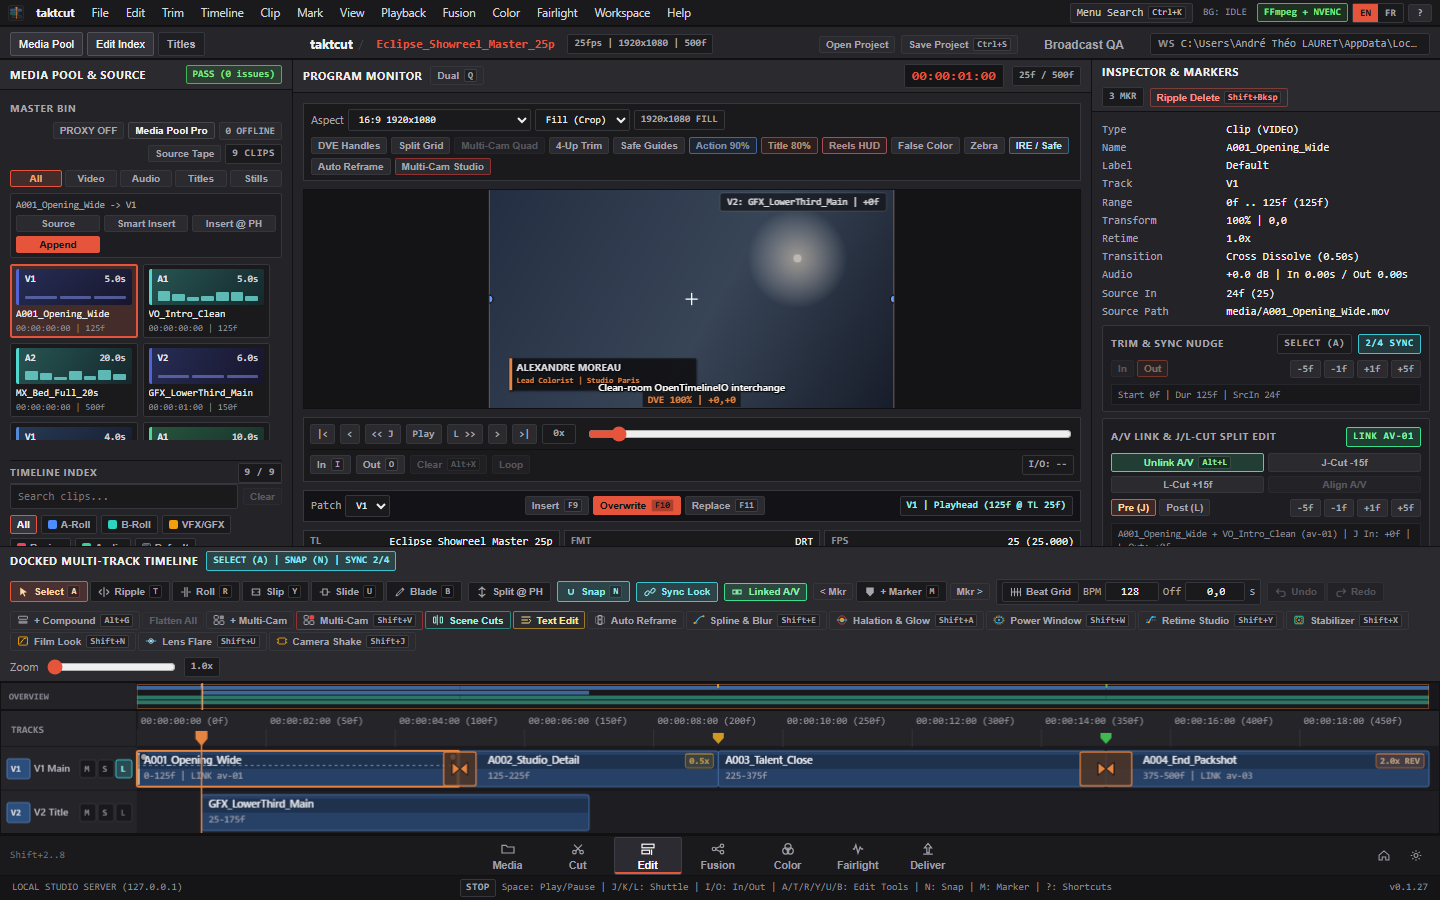 taktcut File Edit Trim Timeline Clip Mark View Playback Fusion Color Fairlight Workspace Help Menu Search Ctrl+K BG: IDLE FFmpeg + NVENC EN FR ?
Media Pool Edit Index Titles taktcut / Eclipse_Showreel_Master_25p 25fps | 1920x1080 | 500f Open Project Save Project Ctrl+S Broadcast QA WS C:\Users\André Théo LAURET\AppData\Loc…
MEDIA POOL & SOURCE PASS (0 issues)
MASTER BIN
PROXY OFF Media Pool Pro 0 OFFLINE
Source Tape 9 CLIPS
All Video Audio Titles Stills
A001_Opening_Wide -> V1
Source Smart Insert Insert @ PH
Append
V1 5.0s
A001_Opening_Wide
00:00:00:00 | 125f
A1 5.0s
VO_Intro_Clean
00:00:00:00 | 125f
A2 20.0s
MX_Bed_Full_20s
00:00:00:00 | 500f
V2 6.0s
GFX_LowerThird_Main
00:00:01:00 | 150f
V1 4.0s
A1 10.0s
TIMELINE INDEX 9 / 9
Search clips... Clear
All A-Roll B-Roll VFX/GFX
PROGRAM MONITOR Dual Q 00:00:01:00 25f / 500f
Aspect 16:9 1920x1080 Fill (Crop) 1920x1080 FILL
DVE Handles Split Grid Multi-Cam Quad 4-Up Trim Safe Guides Action 90% Title 80% Reels HUD False Color Zebra IRE / Safe
Auto Reframe Multi-Cam Studio
V2: GFX_LowerThird_Main | +0f
ALEXANDRE MOREAU
Lead Colorist | Studio Paris
Clean-room OpenTimelineIO interchange
DVE 100% | +0,+0
|< < << J Play L >> > >| 0x
In I Out O Clear Alt+X Loop I/O: --
Patch V1 Insert F9 Overwrite F10 Replace F11 V1 | Playhead (125f @ TL 25f)
TL Eclipse Showreel Master 25p FMT DRT FPS 25 (25.000)
INSPECTOR & MARKERS
3 MKR Ripple Delete Shift+Bksp
Type Clip (VIDEO)
Name A001_Opening_Wide
Label Default
Track V1
Range 0f .. 125f (125f)
Transform 100% | 0,0
Retime 1.0x
Transition Cross Dissolve (0.50s)
Audio +0.0 dB | In 0.00s / Out 0.00s
Source In 24f (25)
Source Path media/A001_Opening_Wide.mov
TRIM & SYNC NUDGE SELECT (A) 2/4 SYNC
In Out -5f -1f +1f +5f
Start 0f | Dur 125f | SrcIn 24f
A/V LINK & J/L-CUT SPLIT EDIT LINK AV-01
Unlink A/V Alt+L J-Cut -15f
L-Cut +15f Align A/V
Pre (J) Post (L) -5f -1f +1f +5f
A001_Opening_Wide + VO_Intro_Clean (av-01) | J In: +0f |
DOCKED MULTI-TRACK TIMELINE SELECT (A) | SNAP (N) | SYNC 2/4
Select A Ripple T Roll R Slip Y Slide U Blade B Split @ PH Snap N Sync Lock Linked A/V < Mkr + Marker M Mkr > Beat Grid BPM 128 Off 0,0 s Undo Redo
+ Compound Alt+G Flatten All + Multi-Cam Multi-Cam Shift+V Scene Cuts Text Edit Auto Reframe Spline & Blur Shift+E Halation & Glow Shift+A Power Window Shift+W Retime Studio Shift+Y Stabilizer Shift+X
Film Look Shift+N Lens Flare Shift+U Camera Shake Shift+J
Zoom 1.0x
OVERVIEW
TRACKS 00:00:00:00 (0f) 00:00:02:00 (50f) 00:00:04:00 (100f) 00:00:06:00 (150f) 00:00:08:00 (200f) 00:00:10:00 (250f) 00:00:12:00 (300f) 00:00:14:00 (350f) 00:00:16:00 (400f) 00:00:18:00 (450f)
V1 V1 Main M S L
A001_Opening_Wide
0-125f | LINK av-01
A002_Studio_Detail 0.5x
125-225f
A003_Talent_Close
225-375f
A004_End_Packshot 2.0x REV
375-500f | LINK av-03
V2 V2 Title M S L
GFX_LowerThird_Main
25-175f
Shift+2..8 Media Cut Edit Fusion Color Fairlight Deliver
LOCAL STUDIO SERVER (127.0.0.1) STOP Space: Play/Pause | J/K/L: Shuttle | I/O: In/Out | A/T/R/Y/U/B: Edit Tools | N: Snap | M: Marker | ?: Shortcuts v0.1.27